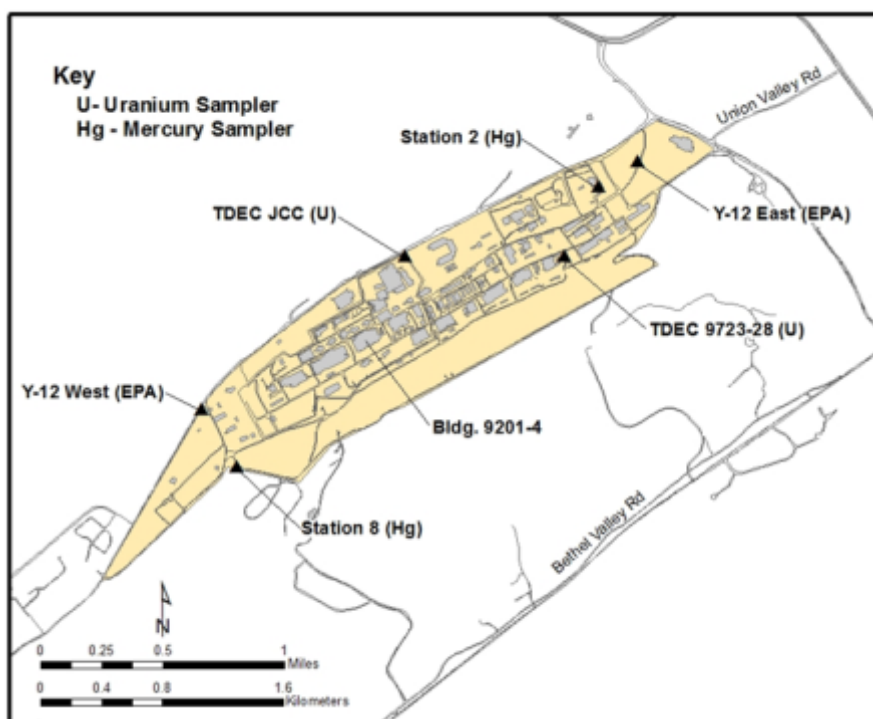 Key
U- Uranium Sampler
Hg - Mercury Sampler
Union Valley Rd
Station 2 (Hg)
TDEC JCC (U)
Y-12 East (EPA)
TDEC 9723-28 (U)
Y-12 West (EPA)
Bldg. 9201-4
Station 8 (Hg)
Bethel Valley Rd
N
0 0.25 0.5 1
Miles
0 0.4 0.8 1.6
Kilometers